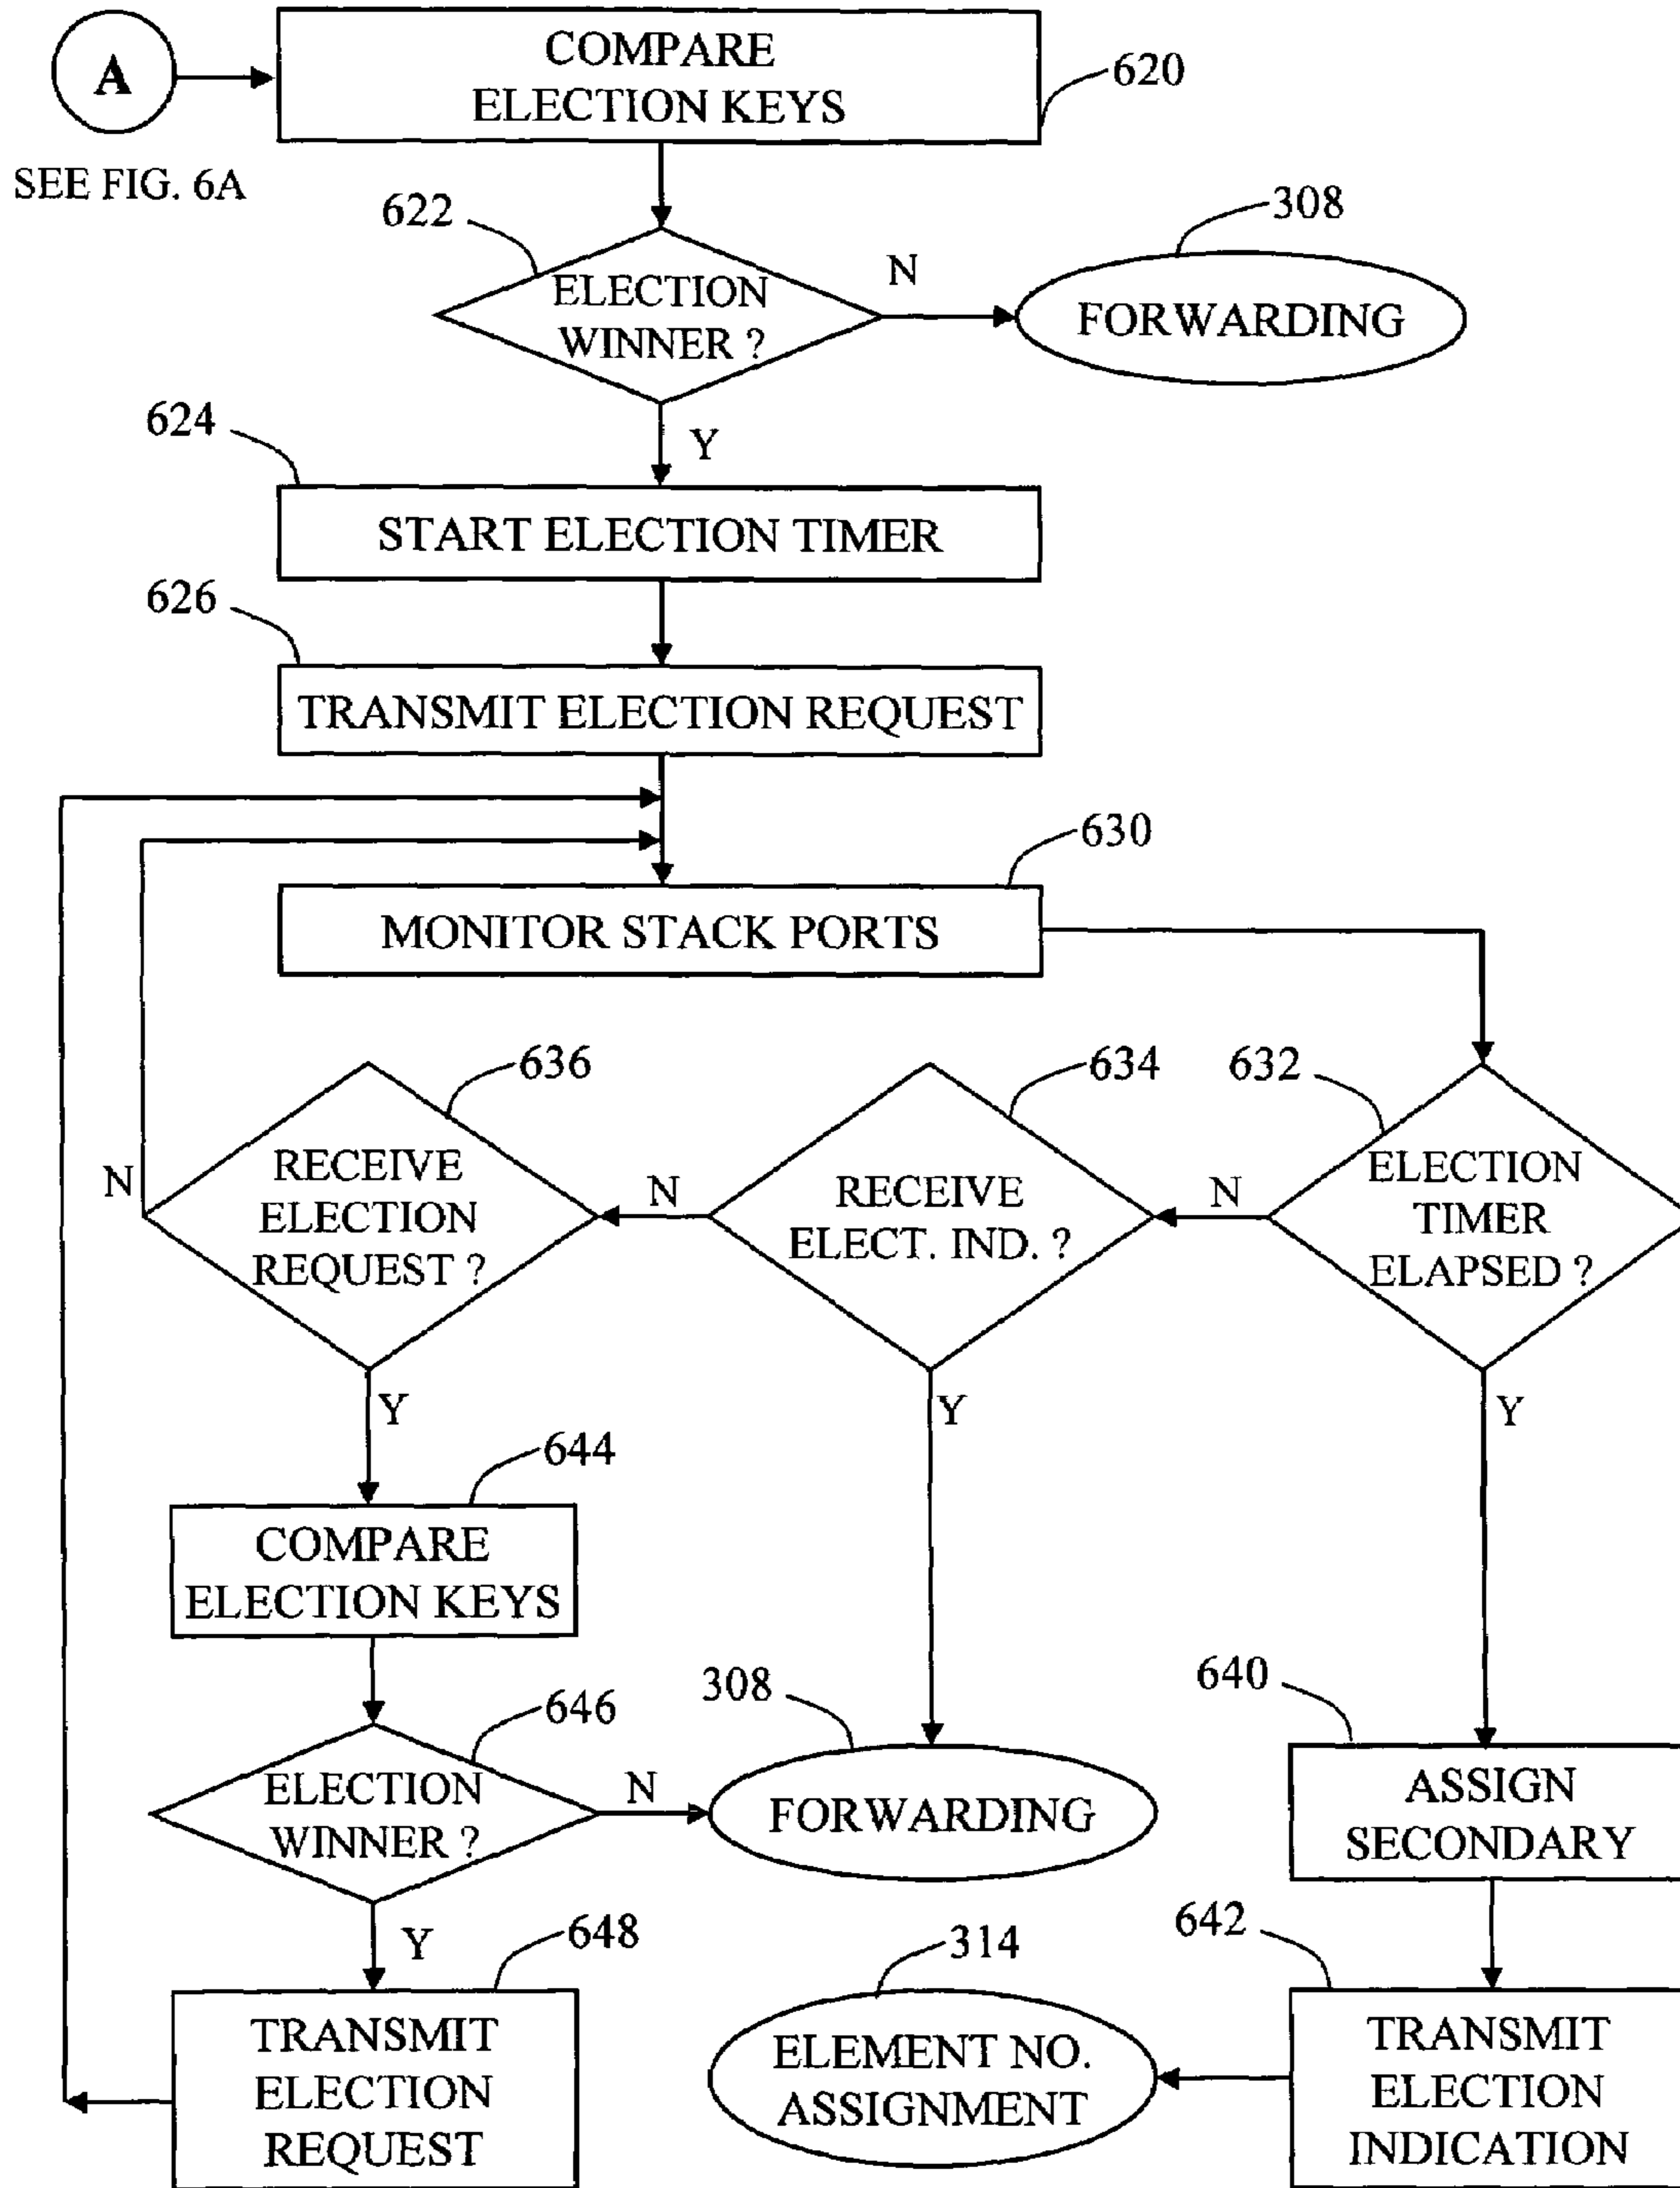 A
COMPARE
ELECTION KEYS
620
SEE FIG. 6A
622
ELECTION
WINNER ?
N
308
FORWARDING
Y
624
START ELECTION TIMER
626
TRANSMIT ELECTION REQUEST
630
MONITOR STACK PORTS
636
RECEIVE
ELECTION
REQUEST ?
N
634
RECEIVE
ELECT. IND. ?
N
632
ELECTION
TIMER
ELAPSED ?
N
Y
Y
Y
644
COMPARE
ELECTION KEYS
646
ELECTION
WINNER ?
N
308
FORWARDING
640
ASSIGN
SECONDARY
Y
648
TRANSMIT
ELECTION
REQUEST
314
ELEMENT NO.
ASSIGNMENT
642
TRANSMIT
ELECTION
INDICATION